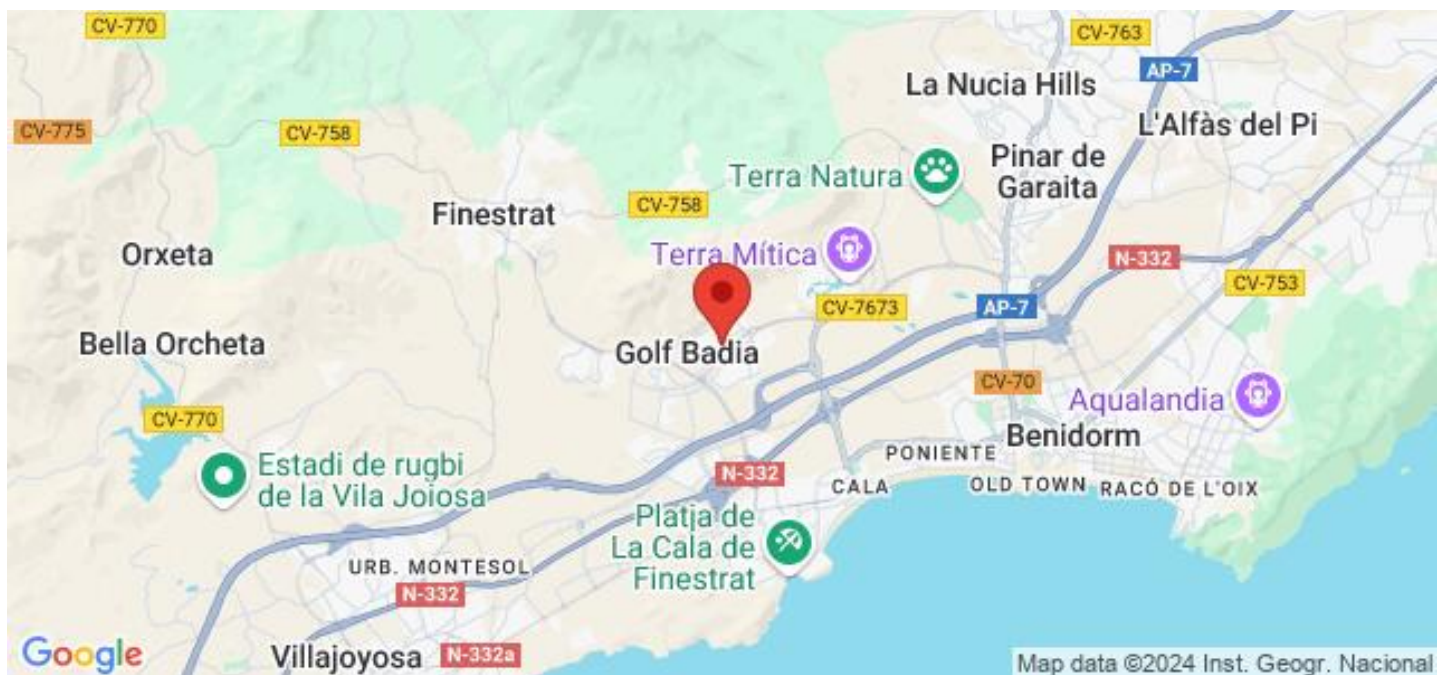 CV-770
CV-763
AP-7
La Nucia Hills
CV-775
CV-758
L'Alfàs del Pi
Terra Natura
Pinar de
Garaita
CV-758
Finestrat
Orxeta
Terra Mítica
N-332
CV-753
CV-7673
AP-7
Bella Orcheta
Golf Badia
CV-70
Aqualandia
CV-770
Benidorm
PONIENTE
Estadi de rugbi
de la Vila Joiosa
N-332
CALA
OLD TOWN
RACÓ DE L'OIX
Platja de
La Cala de
Finestrat
URB. MONTESOL
N-332
Google
Villajoyosa
N-332a
Map data ©2024 Inst. Geogr. Nacional